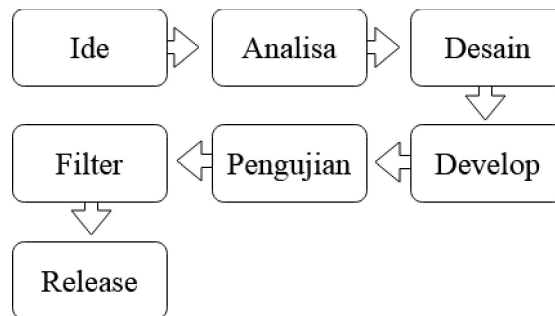 Ide
Analisa
Desain
Develop
Pengujian
Filter
Release